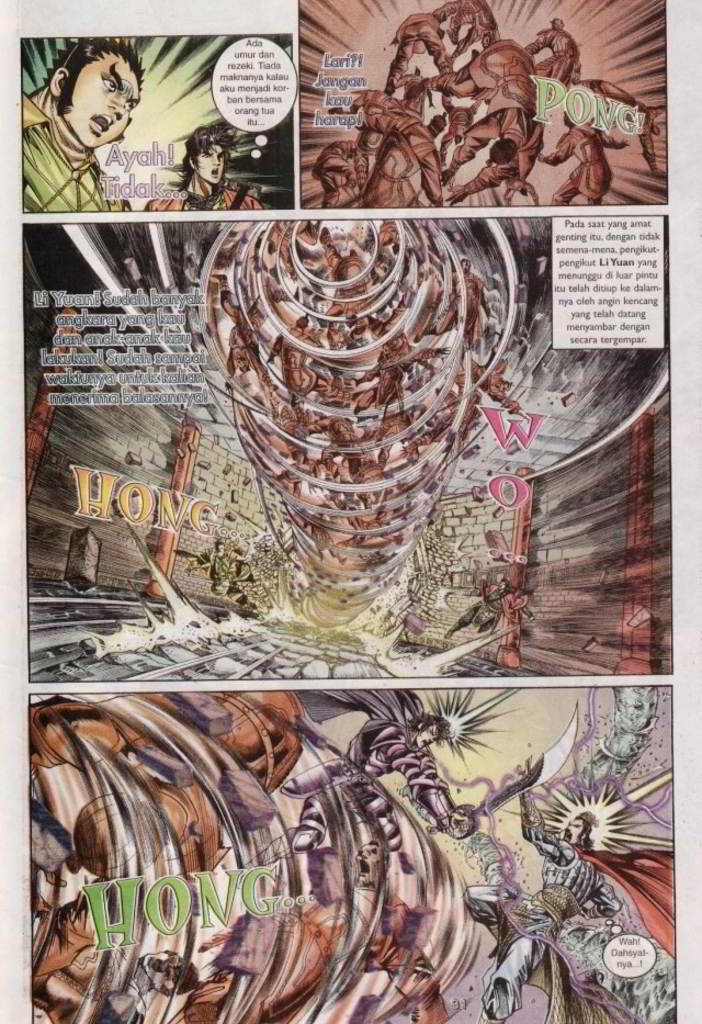 Ada
umur dan
rezeki. Tiada
maknanya kalau
aku menjadi kor-
ban bersama
orang tua
itu...
Ayah!
Tidak...
Lari?!
Jangan
kau
harap!
PONG!
Pada saat yang amat
genting itu, dengan tidak
semena-mena, pengikut-
pengikut Li Yuan yang
menunggu di luar pintu
itu telah ditiup ke dalam-
nya oleh angin kencang
yang telah datang
menyambar dengan
secara tergempar.
Li Yuan! Sudah banyak
angkara yang kau
dan anak-anak kau
lakukan! Sudah sampai
waktunya untuk kalian
menerima balasannya!
WO...
HONG...
HONG...
Wah!
Dahsyat-
nya...!
91